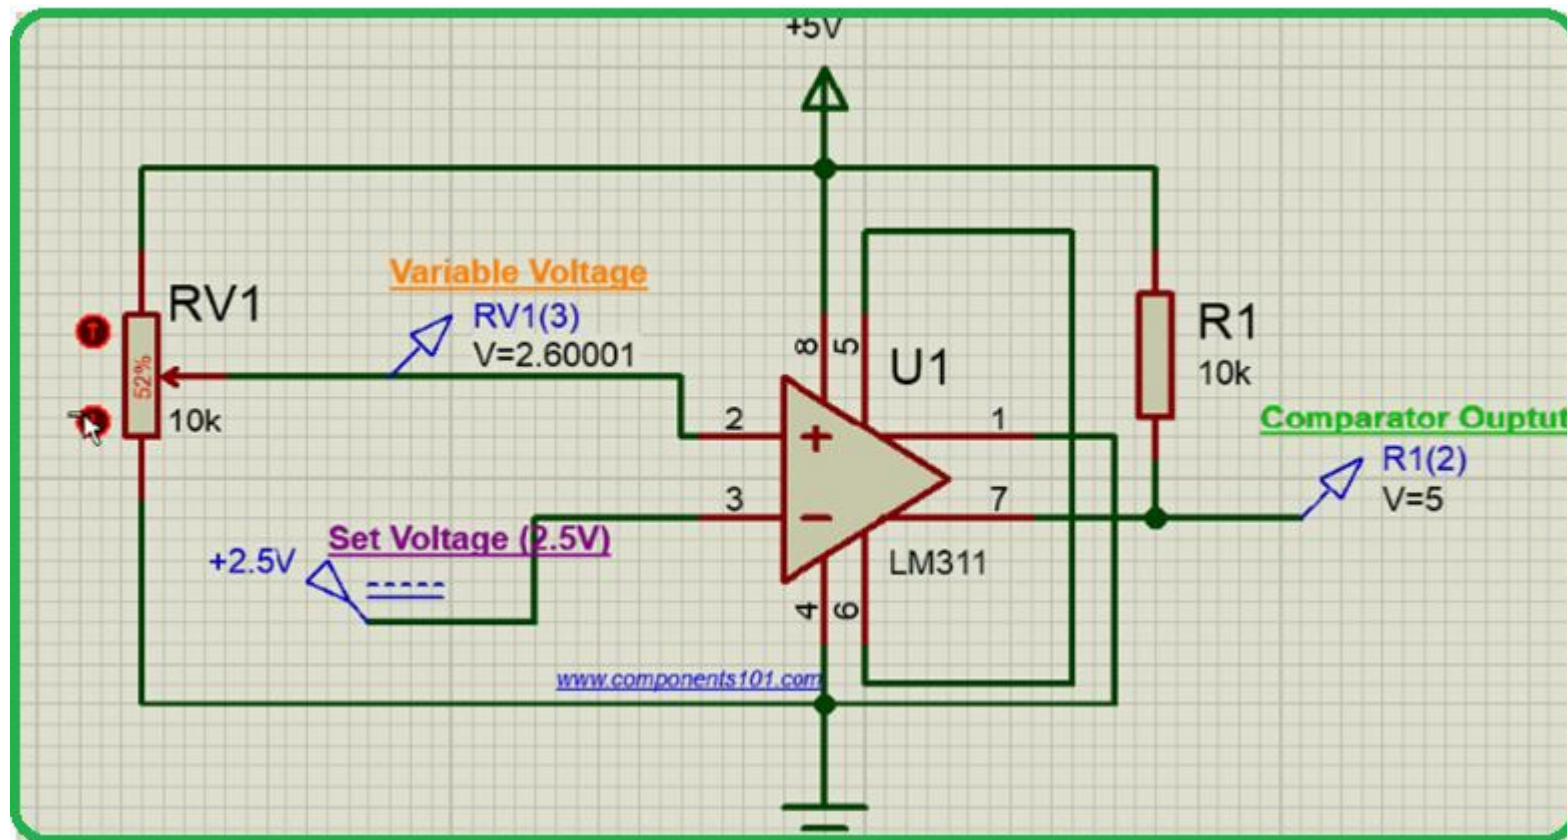 +5V
Variable Voltage
RV1
RV1(3)
V=2.60001
52%
10k
8
5
U1
R1
10k
2
+
1
Comparator Ouptut
R1(2)
V=5
3
−
7
Set Voltage (2.5V)
+2.5V
LM311
4
6
www.components101.com